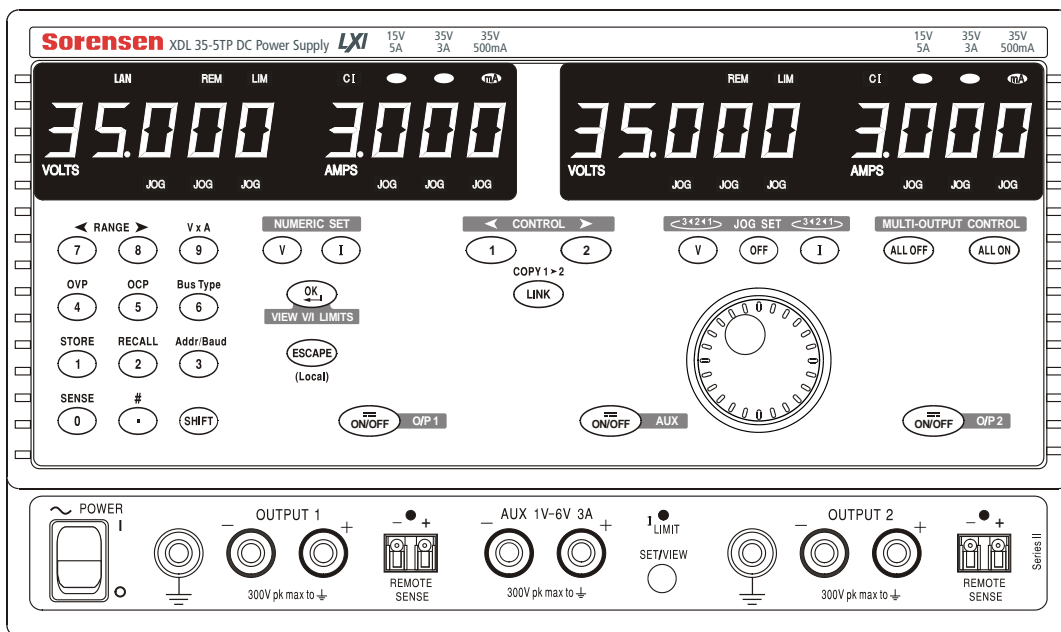 Sorensen XDL 35-5TP DC Power Supply LXI 15V 35V 35V 15V 35V 35V
5A 3A 500mA 5A 3A 500mA
LAN REM LIM CI mA REM LIM CI mA
35.000 3.000 35.000 3.000
VOLTS AMPS VOLTS AMPS
JOG JOG JOG JOG JOG JOG JOG JOG JOG JOG JOG JOG
◄ RANGE ► V x A NUMERIC SET ◄ CONTROL ► <3◄2◄1> JOG SET <3◄2◄1> MULTI-OUTPUT CONTROL
7 8 9 V I 1 2 V OFF I ALL OFF ALL ON
COPY 1 ➤ 2
OVP OCP Bus Type OK LINK
4 5 6
VIEW V/I LIMITS
STORE RECALL Addr/Baud
1 2 3 ESCAPE
(Local)
SENSE #
0 . SHIFT ON/OFF O/P 1 ON/OFF AUX ON/OFF O/P 2
POWER OUTPUT 1 - + AUX 1V-6V 3A I LIMIT OUTPUT 2 - +
I - + - + SET/VIEW - +
O
300V pk max to REMOTE 300V pk max to 300V pk max to REMOTE
SENSE SENSE
Series II